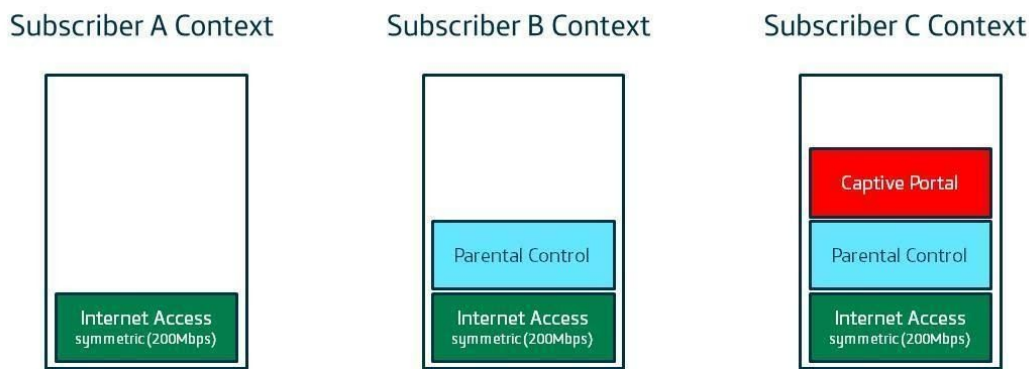 Subscriber A Context
Subscriber B Context
Subscriber C Context
Captive Portal
Parental Control
Parental Control
Internet Access
symmetric (200Mbps)
Internet Access
symmetric (200Mbps)
Internet Access
symmetric (200Mbps)